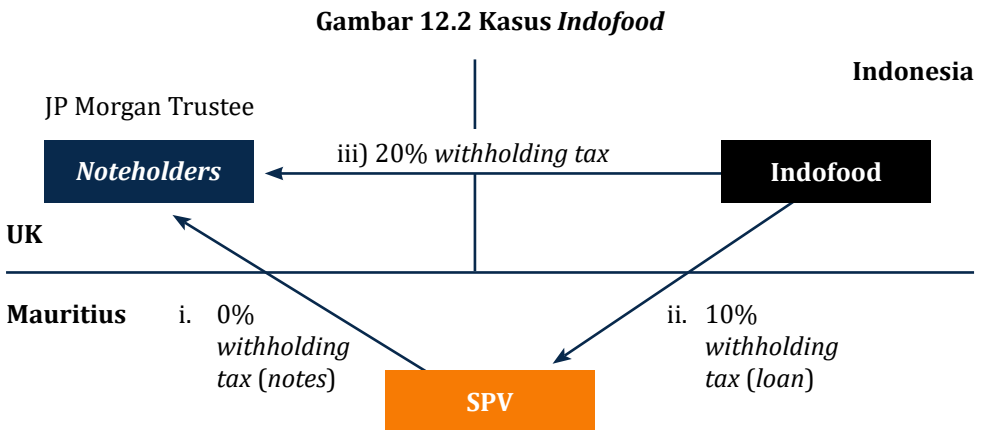 Gambar 12.2 Kasus Indofood
Indonesia
JP Morgan Trustee
Noteholders
iii) 20% withholding tax
Indofood
UK
Mauritius
i. 0%
withholding
tax (notes)
ii. 10%
withholding
tax (loan)
SPV